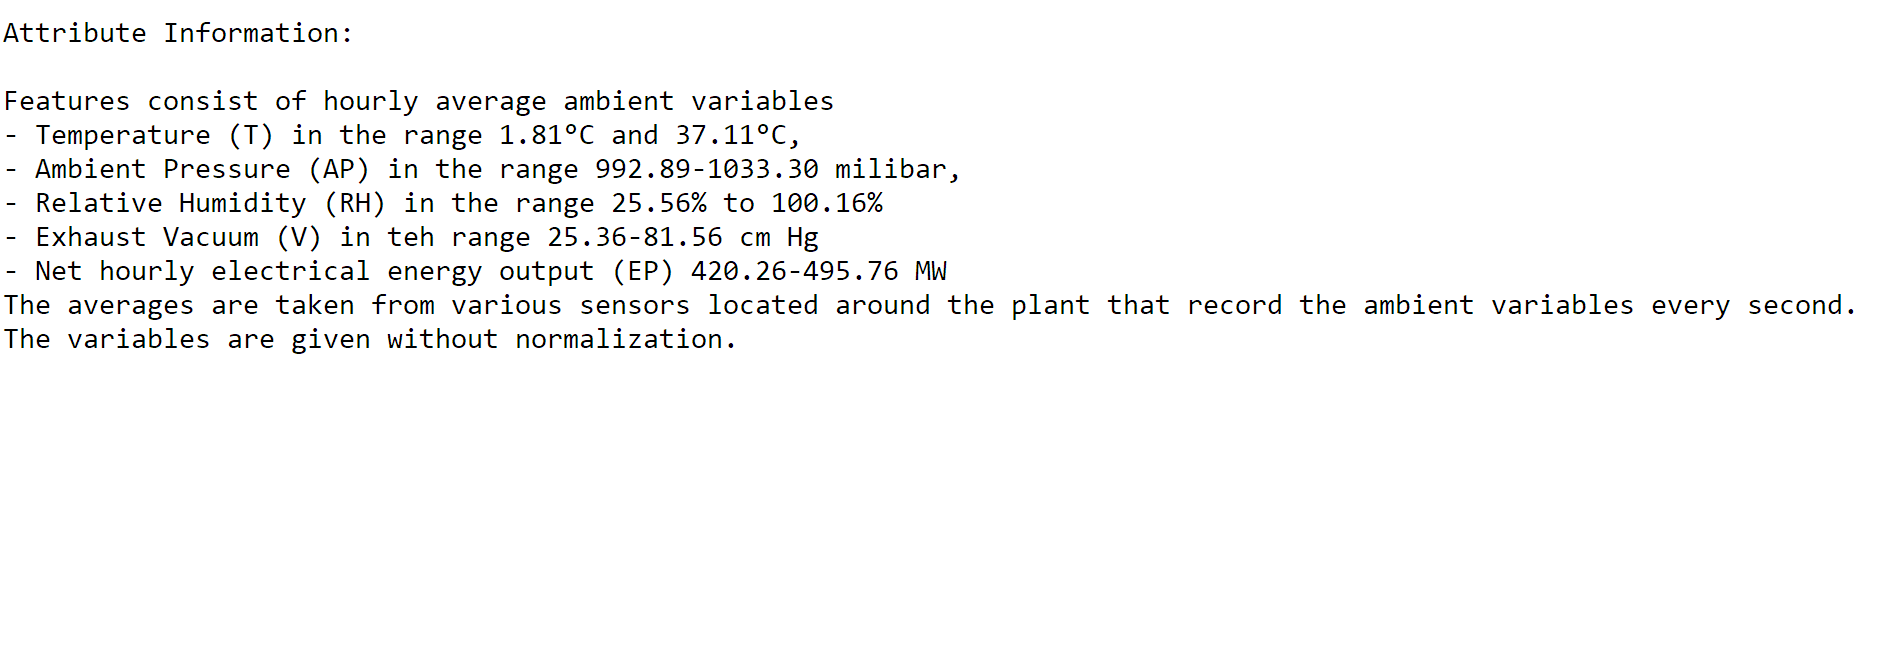 Attribute Information:
Features consist of hourly average ambient variables
- Temperature (T) in the range 1.81°C and 37.11°C,
- Ambient Pressure (AP) in the range 992.89-1033.30 milibar,
- Relative Humidity (RH) in the range 25.56% to 100.16%
- Exhaust Vacuum (V) in teh range 25.36-81.56 cm Hg
- Net hourly electrical energy output (EP) 420.26-495.76 MW
The averages are taken from various sensors located around the plant that record the ambient variables every second.
The variables are given without normalization.